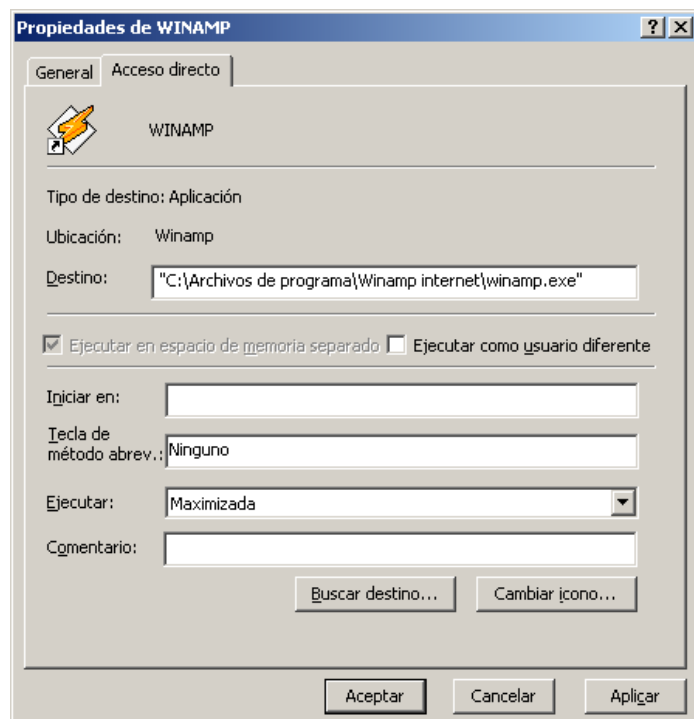 Propiedades de WINAMP
General
Acceso directo
WINAMP
Tipo de destino: Aplicación
Ubicación: Winamp
Destino: "C:\Archivos de programa\Winamp internet\winamp.exe"
Ejecutar en espacio de memoria separado Ejecutar como usuario diferente
Iniciar en:
Tecla de
método abrev.: Ninguno
Ejecutar: Maximizada
Comentario:
Buscar destino... Cambiar icono...
Aceptar Cancelar Aplicar